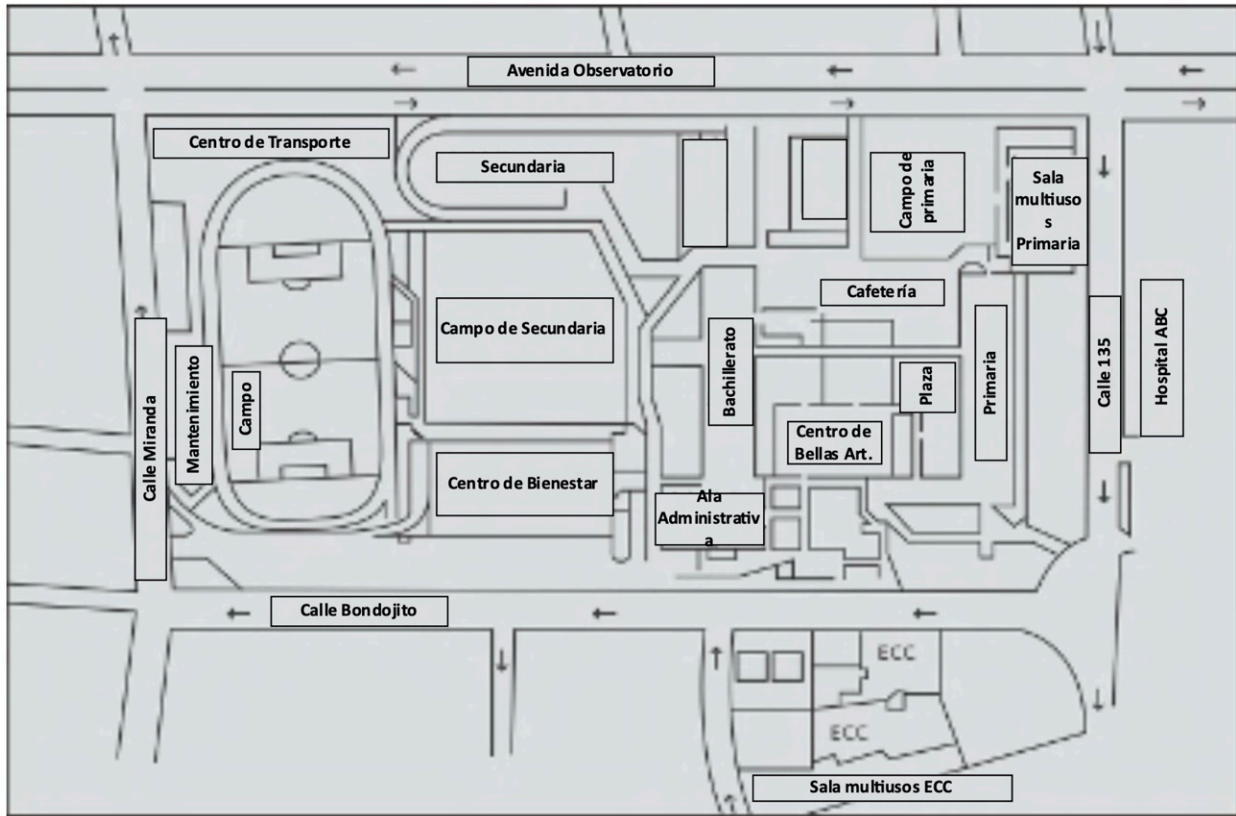 Avenida Observatorio
Centro de Transporte
Secundaria
Campo de
primaria
Sala
multiuso
s
Primaria
Cafetería
Campo de Secundaria
Bachillerato
Plaza
Primaria
Calle 135
Hospital ABC
Calle Miranda
Mantenimiento
Campo
Centro de
Bellas Art.
Centro de Bienestar
Ala
Administrativ
a
Calle Bondojito
ECC
ECC
Sala multiusos ECC